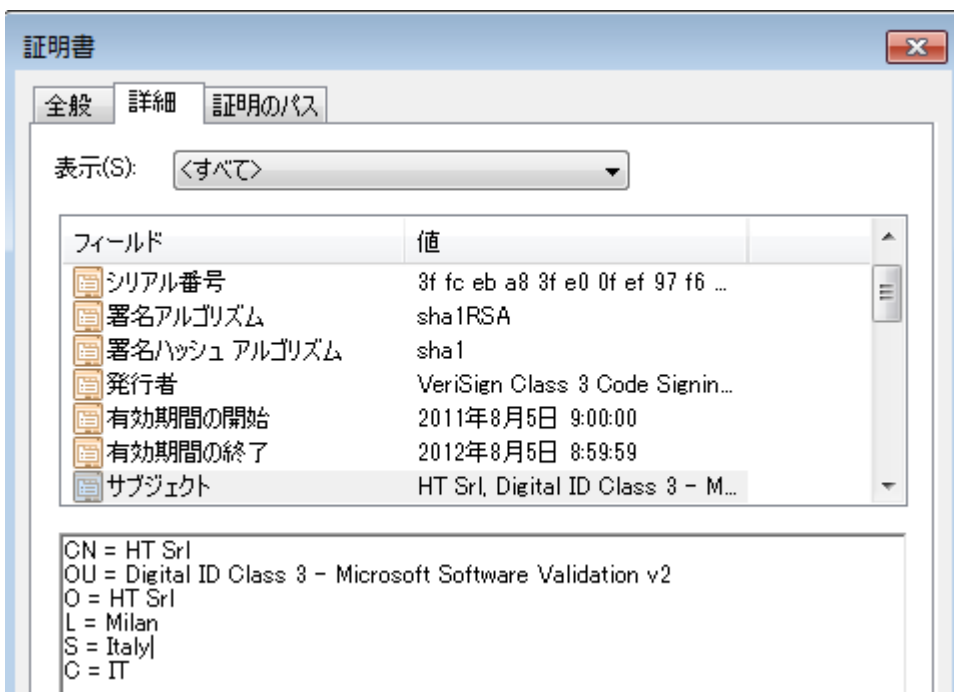 証明書
全般 詳細 証明のパス
表示(S): <すべて>
フィールド 値
シリアル番号 3f fc eb a8 3f e0 0f ef 97 f6 ...
署名アルゴリズム sha1RSA
署名ハッシュ アルゴリズム sha1
発行者 VeriSign Class 3 Code Signin...
有効期間の開始 2011年8月5日 9:00:00
有効期間の終了 2012年8月5日 8:59:59
サブジェクト HT Srl, Digital ID Class 3 - M...
CN = HT Srl
OU = Digital ID Class 3 - Microsoft Software Validation v2
O = HT Srl
L = Milan
S = Italy
C = IT